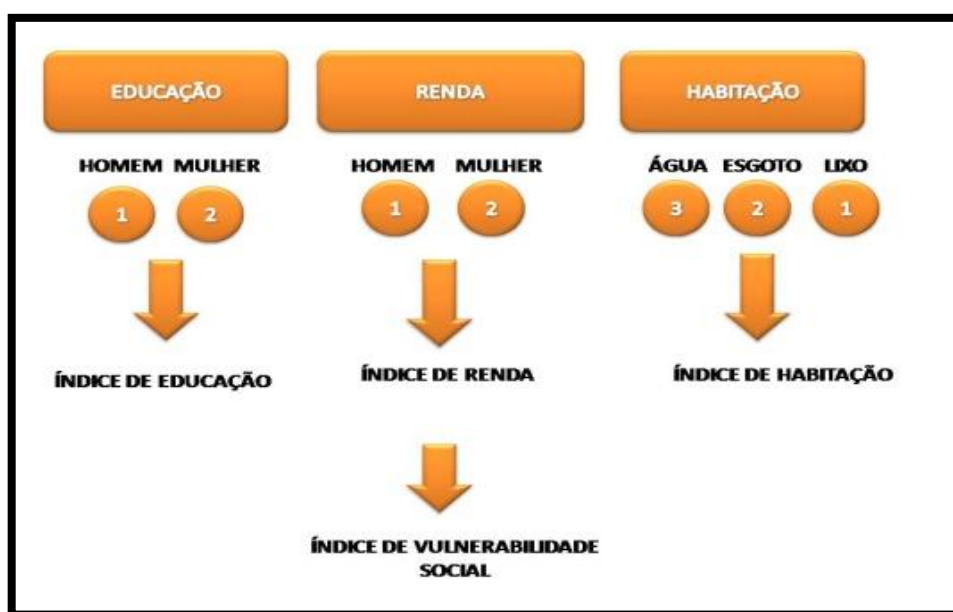 EDUCAÇÃO RENDA HABITAÇÃO
HOMEM MULHER HOMEM MULHER ÁGUA ESGOTO LIXO
1 2 1 2 3 2 1
ÍNDICE DE EDUCAÇÃO ÍNDICE DE RENDA ÍNDICE DE HABITAÇÃO
ÍNDICE DE VULNERABILIDADE
SOCIAL